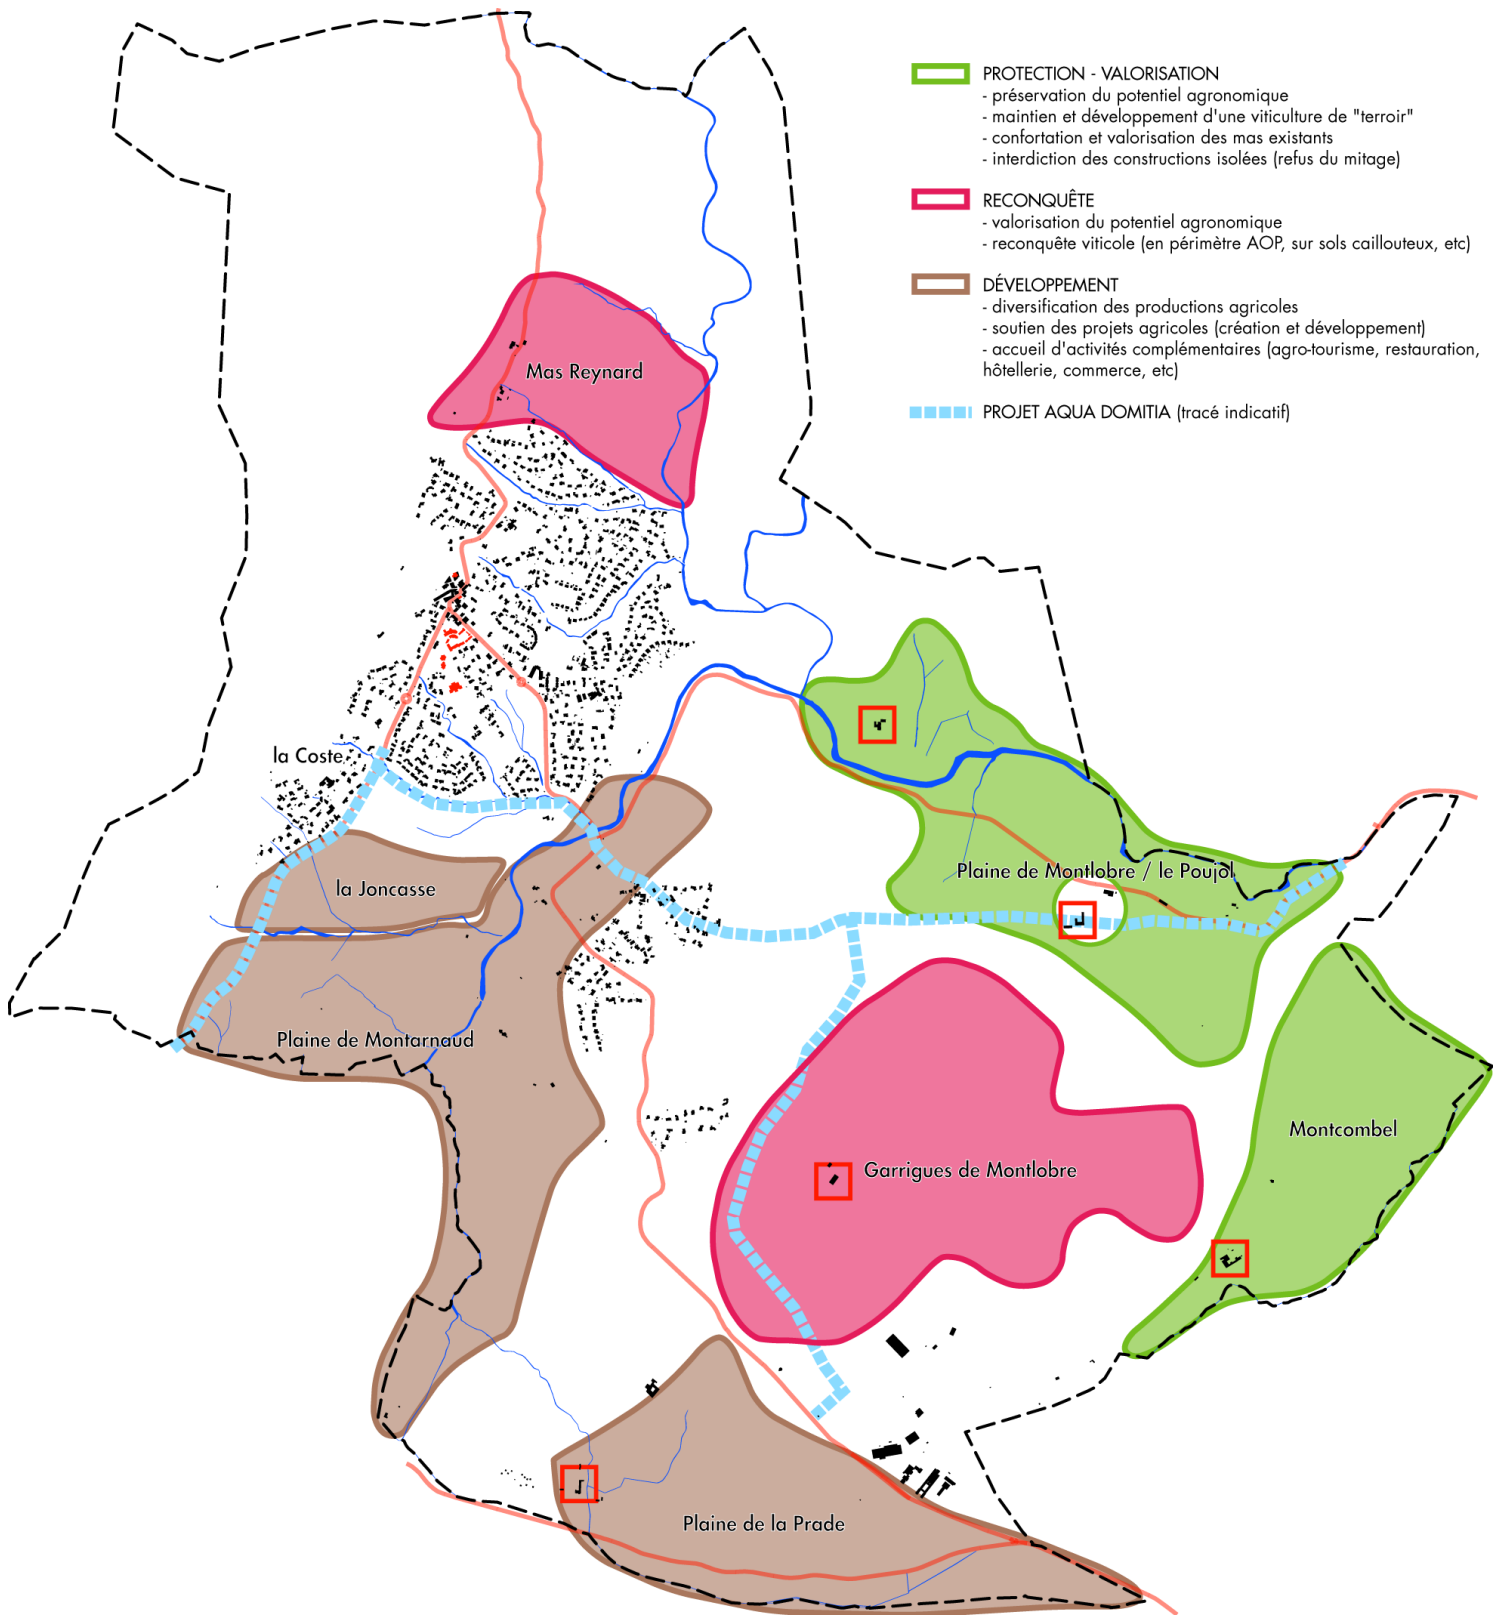 PROTECTION - VALORISATION
- préservation du potentiel agronomique
- maintien et développement d'une viticulture de "terroir"
- confortation et valorisation des mas existants
- interdiction des constructions isolées (refus du mitage)
RECONQUÊTE
- valorisation du potentiel agronomique
- reconquête viticole (en périmètre AOP, sur sols caillouteux, etc)
DÉVELOPPEMENT
- diversification des productions agricoles
- soutien des projets agricoles (création et développement)
- accueil d'activités complémentaires (agro-tourisme, restauration,
hôtellerie, commerce, etc)
PROJET AQUA DOMITIA (tracé indicatif)
Mas Reynard
la Coste
Plaine de Montlobre / le Poujol
la Joncasse
Plaine de Montarnaud
Montcombel
Garrigues de Montlobre
Plaine de la Prade